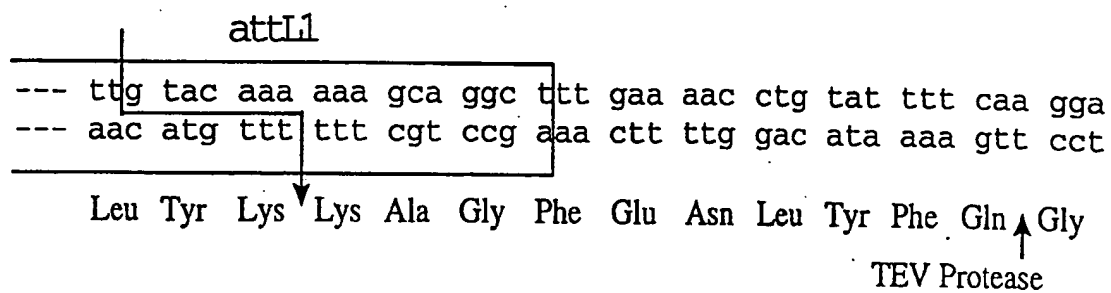 attL1
--- ttg tac aaa aaa gca ggc ttt gaa aac ctg tat ttt caa gga
--- aac atg ttt ttt cgt ccg aaa ctt ttg gac ata aaa gtt cct
Leu Tyr Lys Lys Ala Gly Phe Glu Asn Leu Tyr Phe Gln Gly
TEV Protease